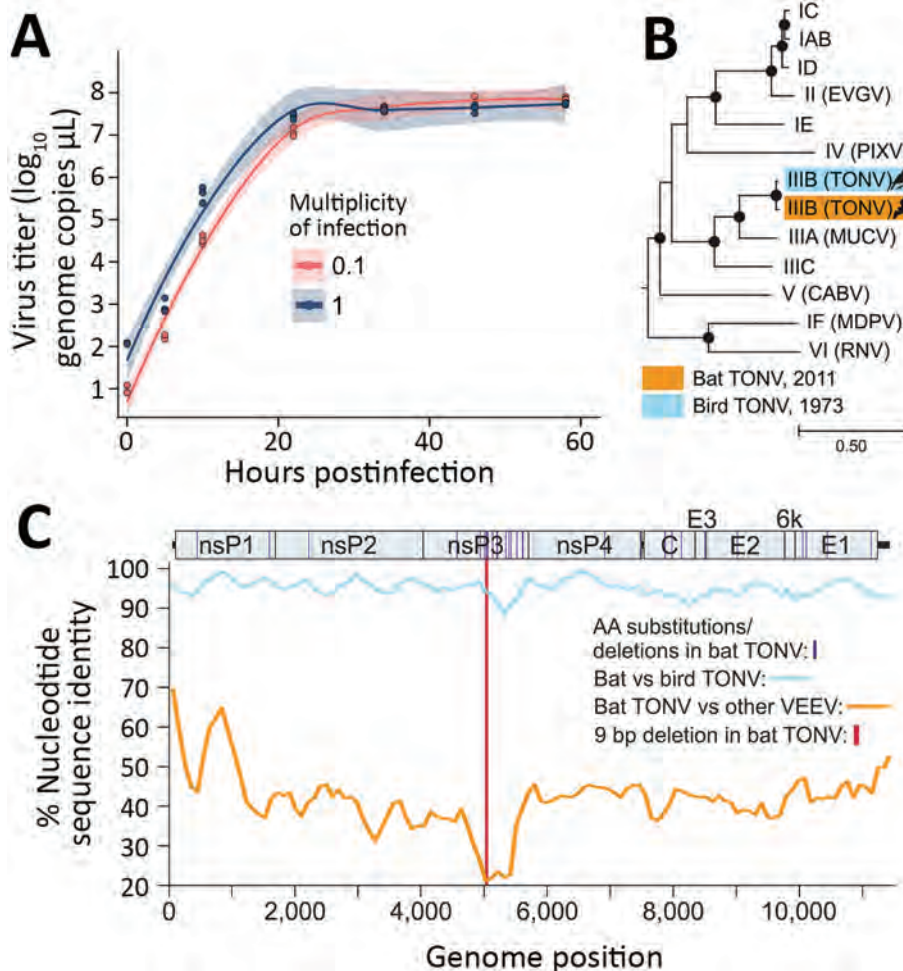 A
Virus titer (log10
genome copies µL)
8
7
6
5
4
3
2
1
Multiplicity
of infection
0.1
1
0
20
40
60
Hours postinfection
B
IC
IAB
ID
II (EVGV)
IE
IV (PIXV)
IIIB (TONV)
IIIB (TONV)
IIIA (MUCV)
IIIC
V (CABV)
IF (MDPV)
VI (RNV)
Bat TONV, 2011
Bird TONV, 1973
0.50
C
E3 6k
nsP1 nsP2 nsP3 nsP4 C E2 E1
% Nucleodtide
sequence identity
100
90
80
70
60
50
40
30
20
AA substitutions/
deletions in bat TONV:
Bat vs bird TONV:
Bat TONV vs other VEEV:
9 bp deletion in bat TONV:
0 2,000 4,000 6,000 8,000 10,000
Genome position